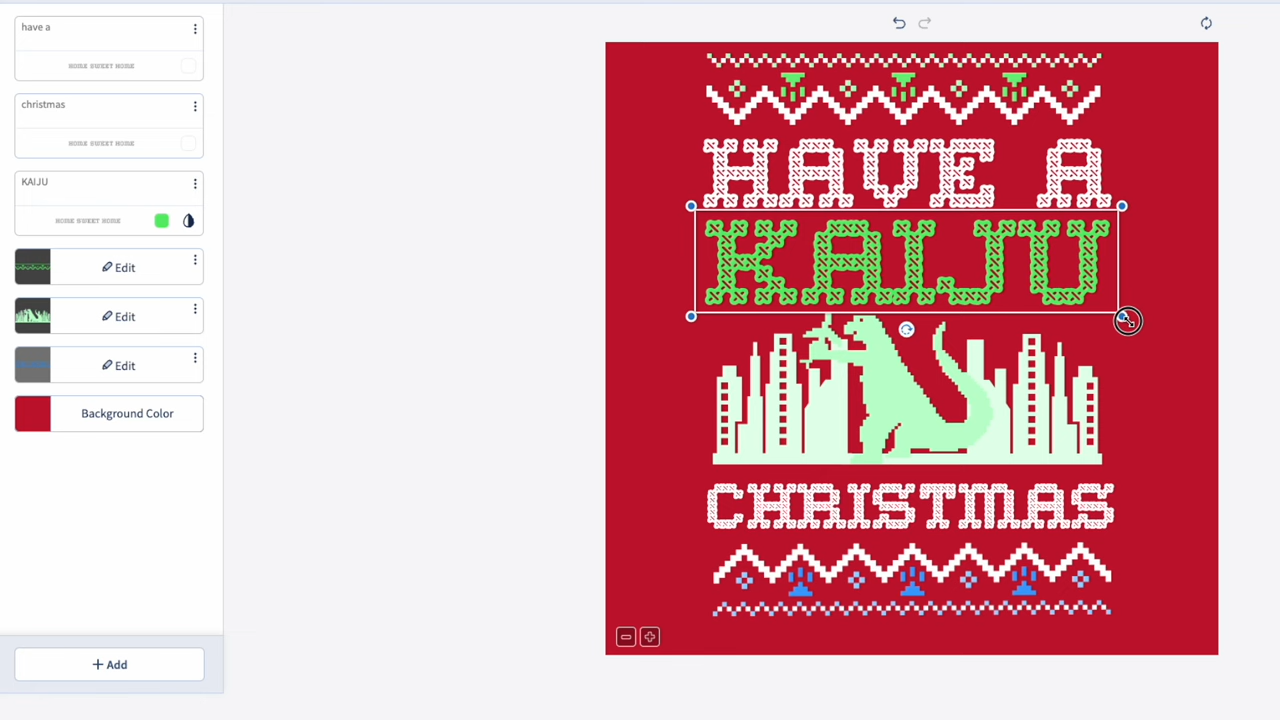 have a
HOME SWEET HOME
christmas
HOME SWEET HOME
KAIJU
HOME SWEET HOME
Edit
Edit
Edit
Background Color
+ Add
HAVE A
KAIJU
CHRISTMAS